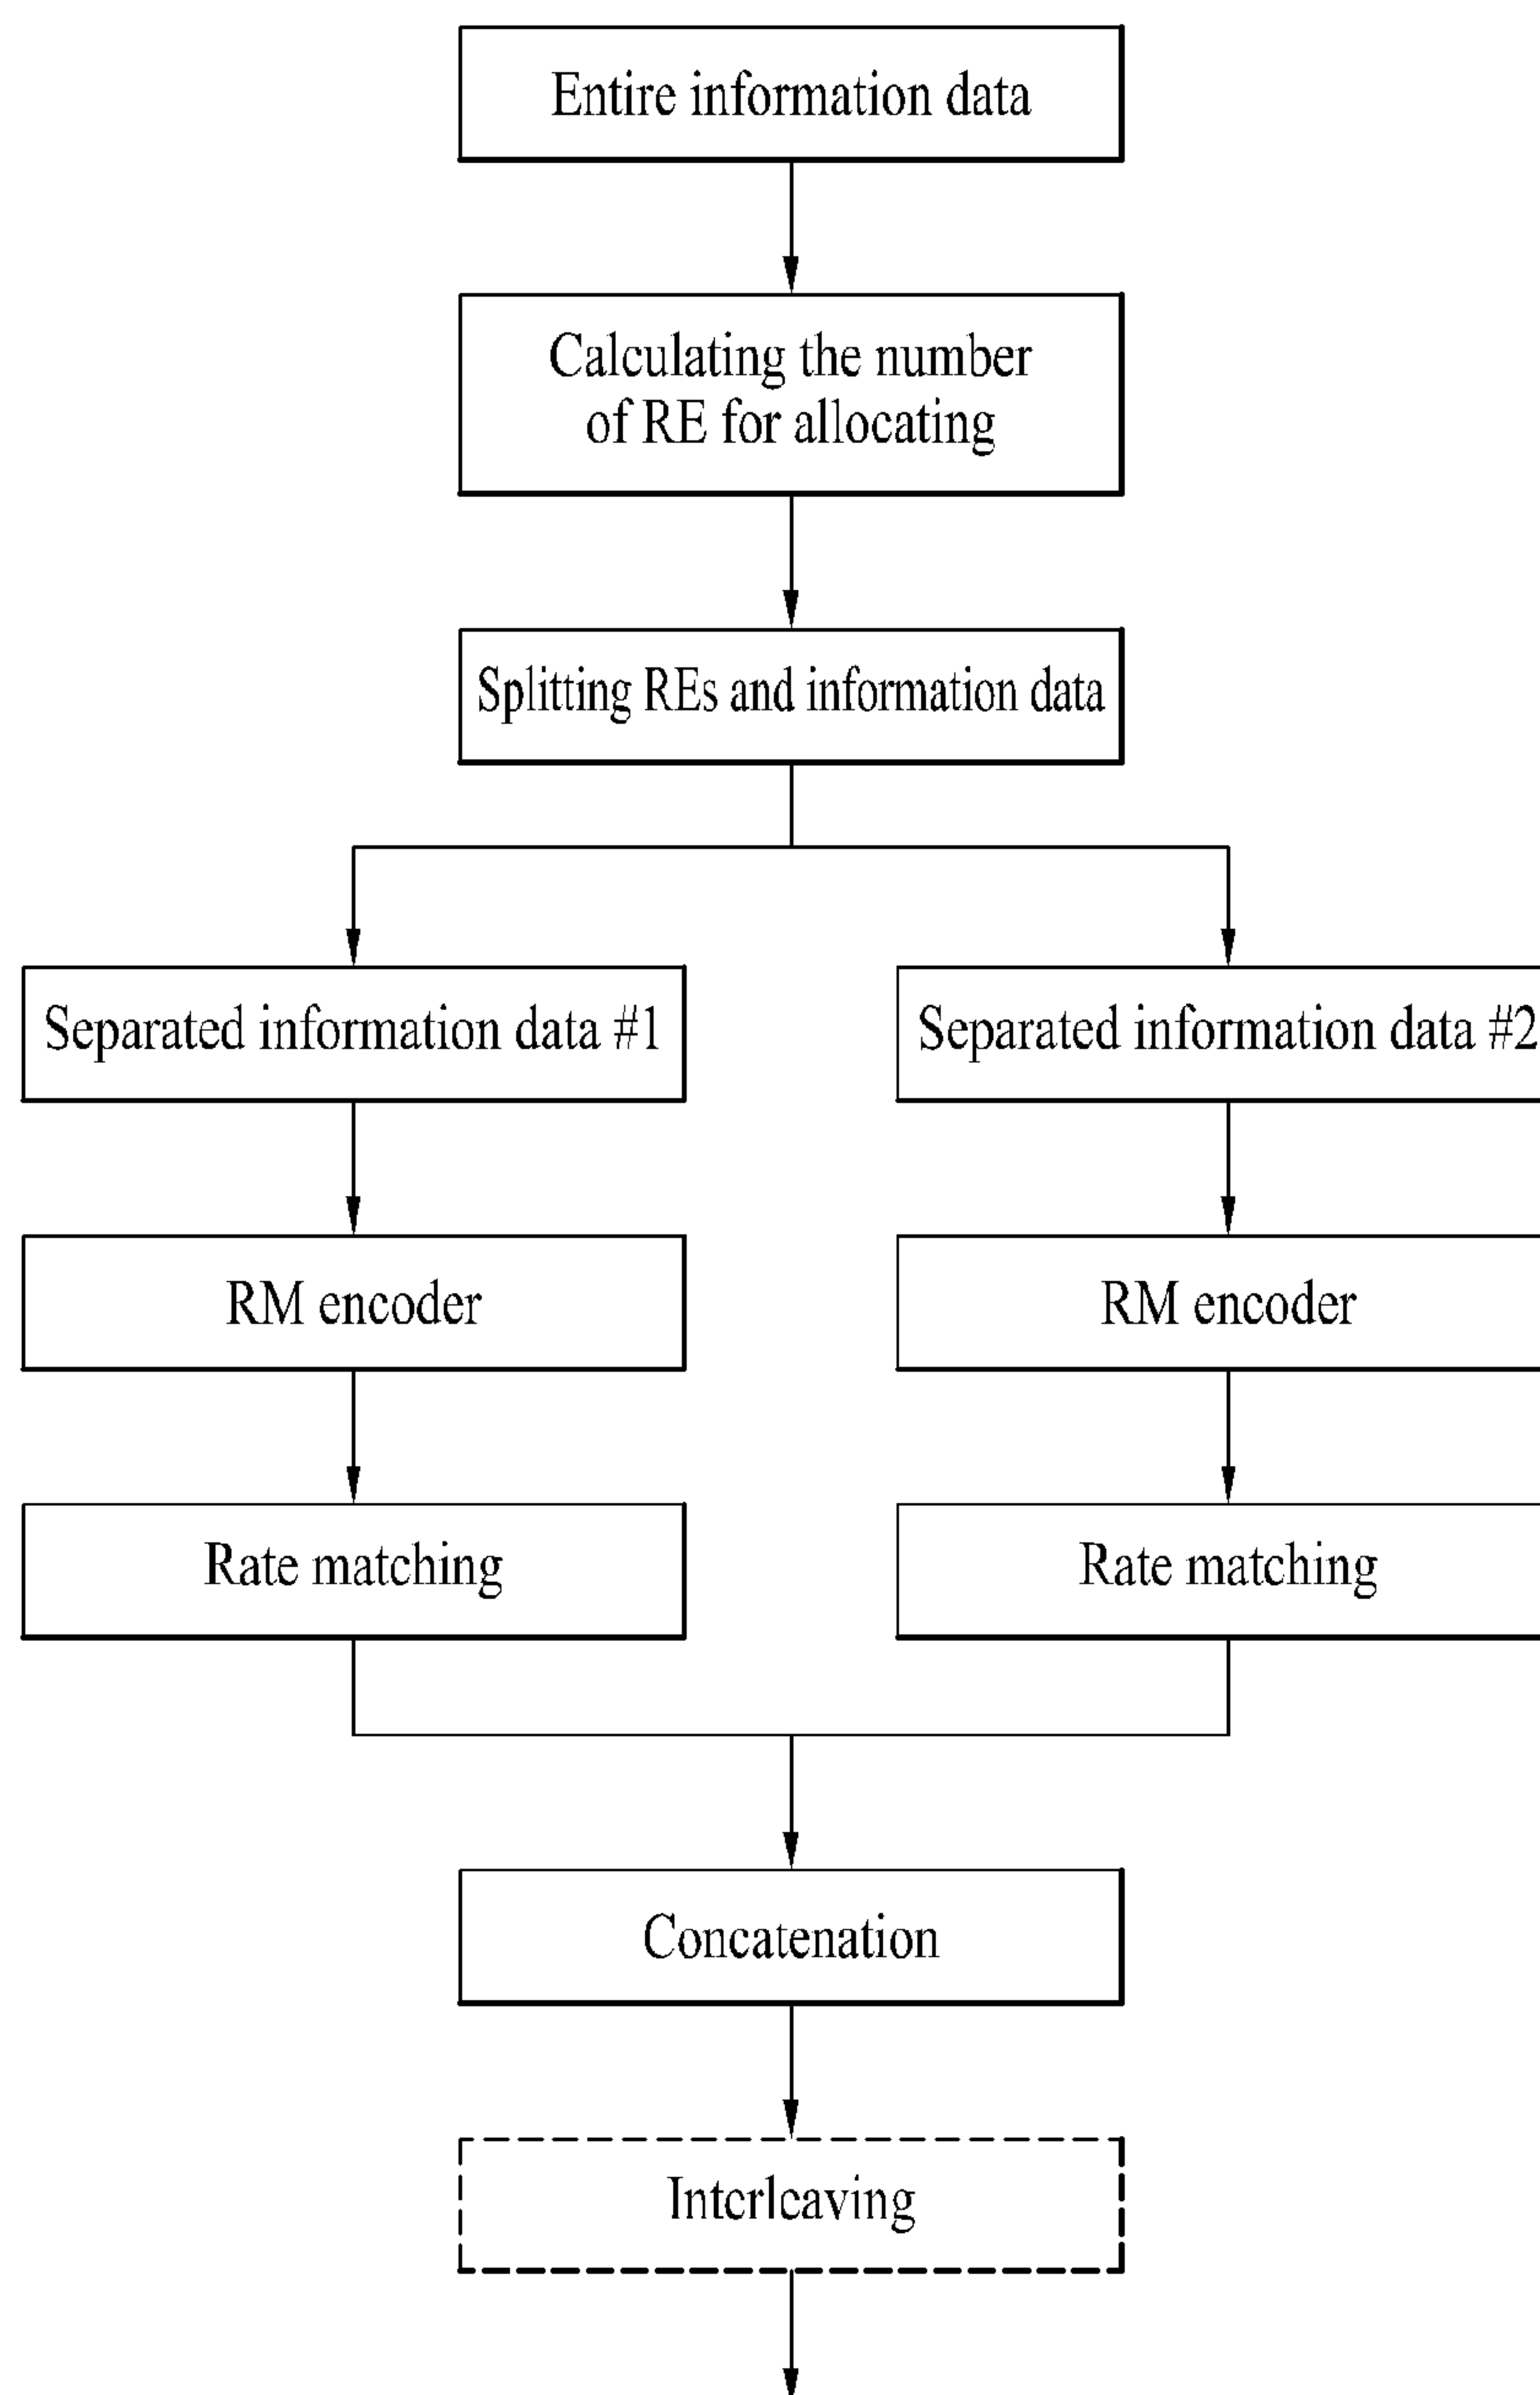 Entire information data
Calculating the number
of RE for allocating
Splitting REs and information data
Separated information data #1
Separated information data #2
RM encoder
RM encoder
Rate matching
Rate matching
Concatenation
Interleaving